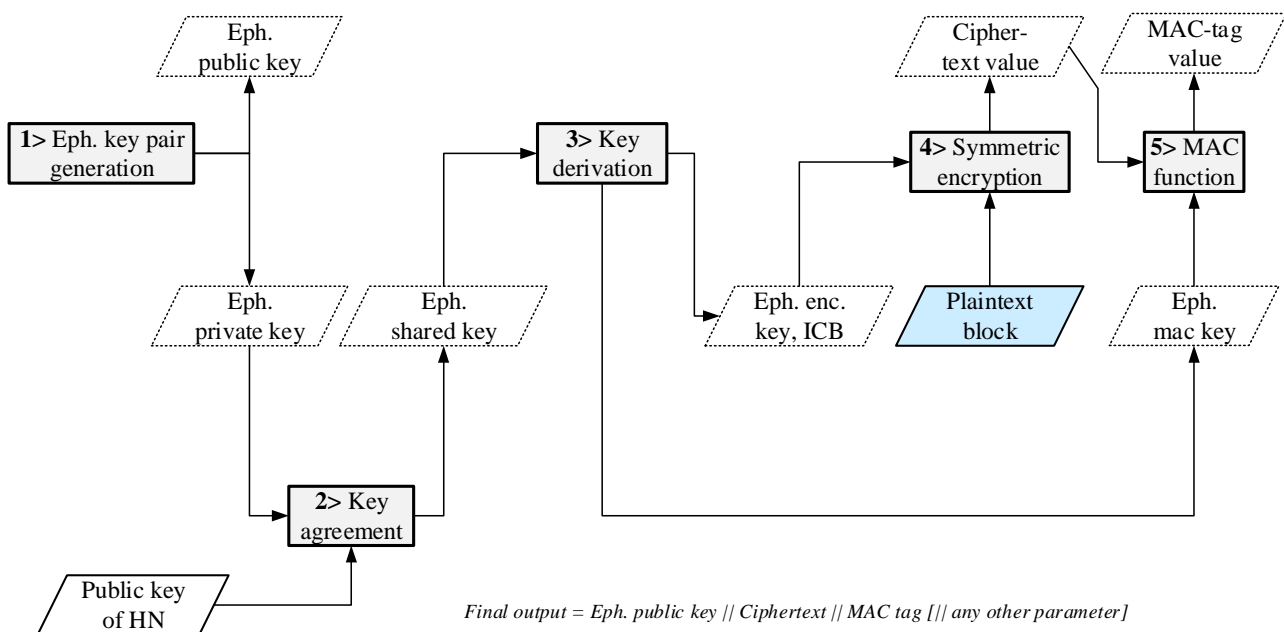 Eph.
public key
Cipher-
text value
MAC-tag
value
1> Eph. key pair
generation
3> Key
derivation
4> Symmetric
encryption
5> MAC
function
Eph.
private key
Eph.
shared key
Eph. enc.
key, ICB
Plaintext
block
Eph.
mac key
2> Key
agreement
Public key
of HN
Final output = Eph. public key || Ciphertext || MAC tag [|| any other parameter]